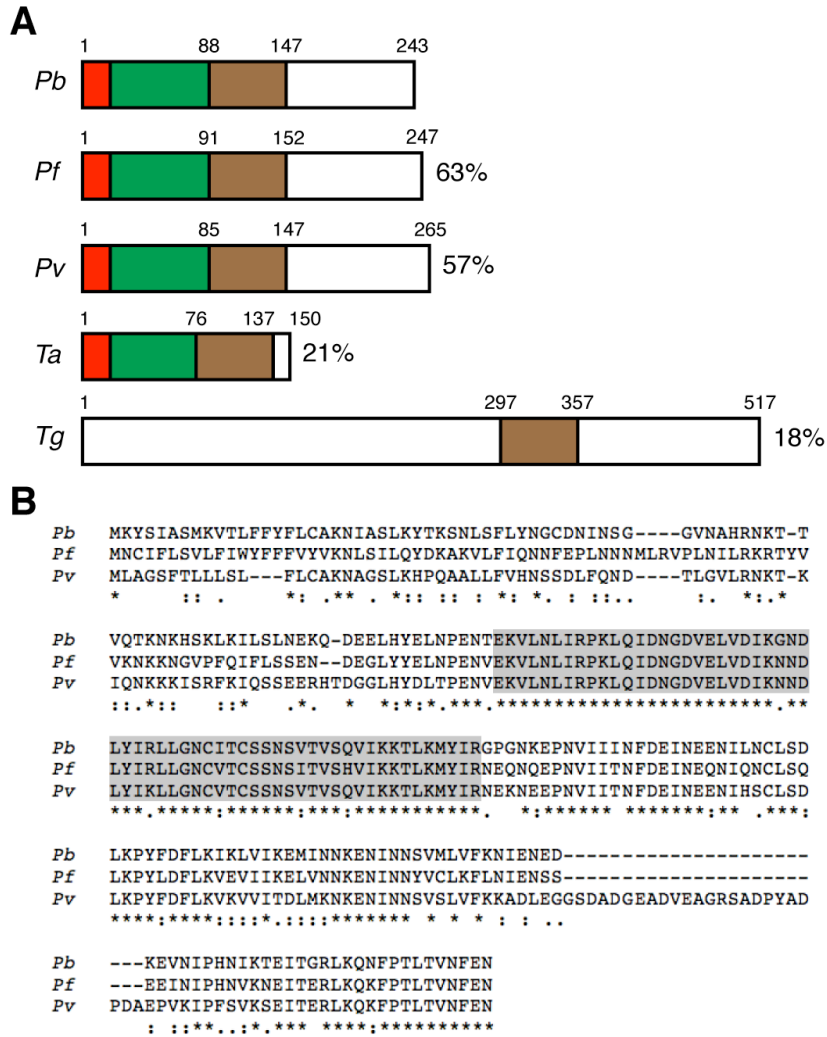 A
1 88 147 243
Pb
1 91 152 247
Pf 63%
1 85 147 265
Pv 57%
1 76 137 150
Ta 21%
1 297 357 517
Tg 18%
B
Pb MKYSIASMKVTLFFYFLCAKNIASLKYTKSNLSFLYNGCDNINSG----GVNAHRNKT-T
Pf MNCIFLSVLFIWYFFFVYVKNLSILQYDKAKVLFIQNNFEPLNNNMLRVPLNILRKRTYV
Pv MLAGSFTLLLSL---FLCAKNAGSLKHPQAALLFVHNSSDLFQND----TLGVLRNKT-K
* :: . *: .** . *:: :: : *: *. : ::.. :. *:.*
Pb VQTKNKHSKLKILSLNEKQ-DEELHYELNPENTEKVLNLIRPKLQIDNGDVELVDIKGND
Pf VKNKKNGVPFQIFLSSEN--DEGLYYELNPENVEKVLNLIRPKLQIDNGDVELVDIKNND
Pv IQNKKKISRFKIQSSEERHTDGGLHYDLTPENVEKVLNLIRPKLQIDNGDVELVDIKNND
::.*:: ::* .*. * *:*:*.***.************************.**
Pb LYIRLLGNCITCSSNSVTVSQVIKKTLKMYIRGPGNKEPNVIIINFDEINEENILNCLSD
Pf LYIRLLGNCVTCSSNSITVSHVIKKTLKMYIRNEQNQEPNVIITNFDEINEQNIQNCLSQ
Pv LYIKLLGNCVTCSSNSVTVSQVIKKTLKMYIRNEKNEEPNVIITNFDEINEENIHSCLSD
***.*****:******:***:***********. *:****** *******:** .***:
Pb LKPYFDFLKIKLVIKEMINNKENINNSVMLVFKNIENED---------------------
Pf LKPYLDFLKVEVIIKELVNNKENINNYVCLKFLNIENSS---------------------
Pv LKPYFDFLKVKVVITDLMNKENINNSVLVFKKADLEGGSDADGEADVEAGRSADPYAD
****:****::::*.::********* * * * : : ..
Pb ---KEVNIPHNIKTEITGRLKQNFPTLTVNFEN
Pf ---EEINIPHNVKNEITERLKQKFPTLTVNFEN
Pv PDAEPVKIPFSVKSEITERLKQKFPTLTVNFEN
: ::**..:*.*** ****:**********